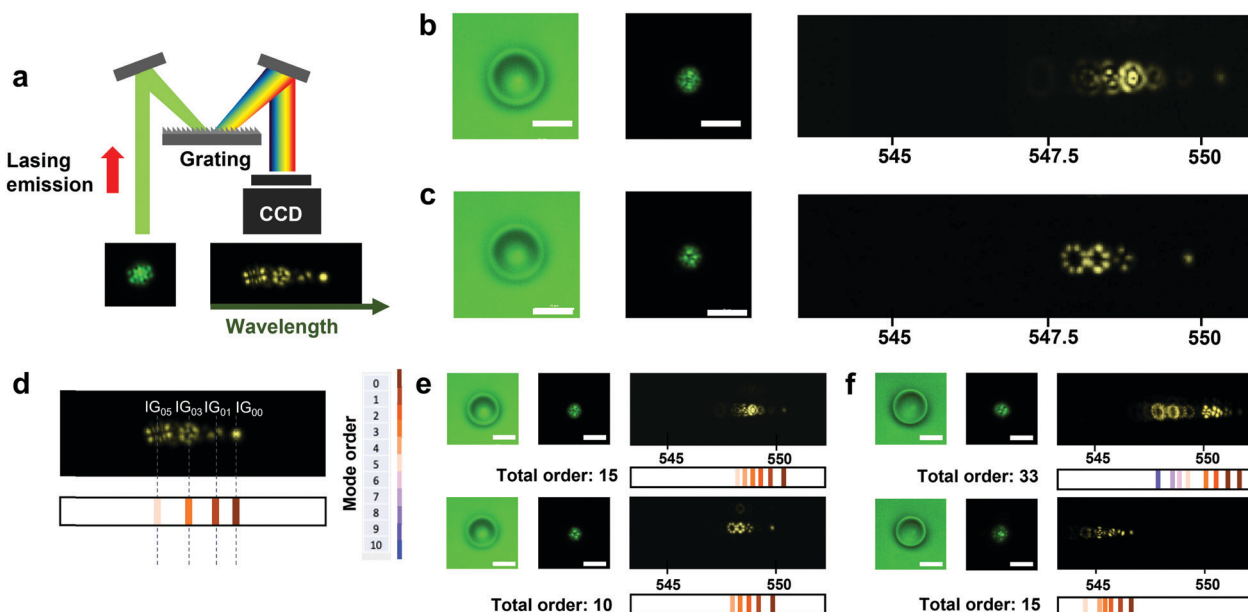 a
Lasing
emission
Grating
CCD
Wavelength
b
545
547.5
550
c
545
547.5
550
d
IG05 IG03 IG01 IG00
Mode order
0
1
2
3
4
5
6
7
8
9
10
e
545
550
Total order: 15
545
550
Total order: 10
f
545
550
Total order: 33
545
550
Total order: 15